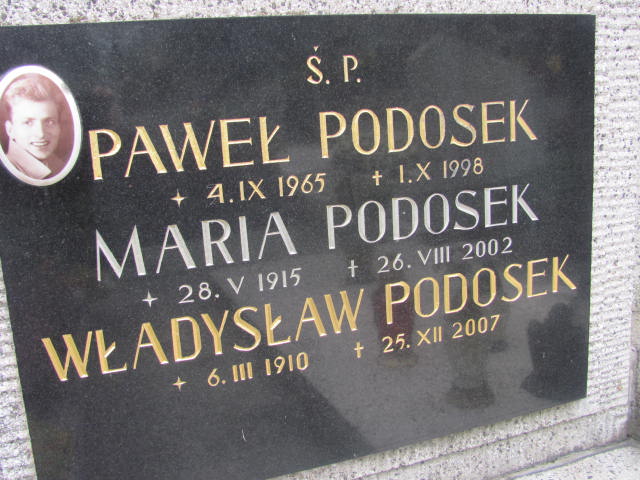 Ś. P.
PAWEŁ PODOSEK
4.IX 1965 1.X 1998
MARIA PODOSEK
28. V 1915 26. VIII 2002
WŁADYSŁAW PODOSEK
6. III 1910 25. XII 2007